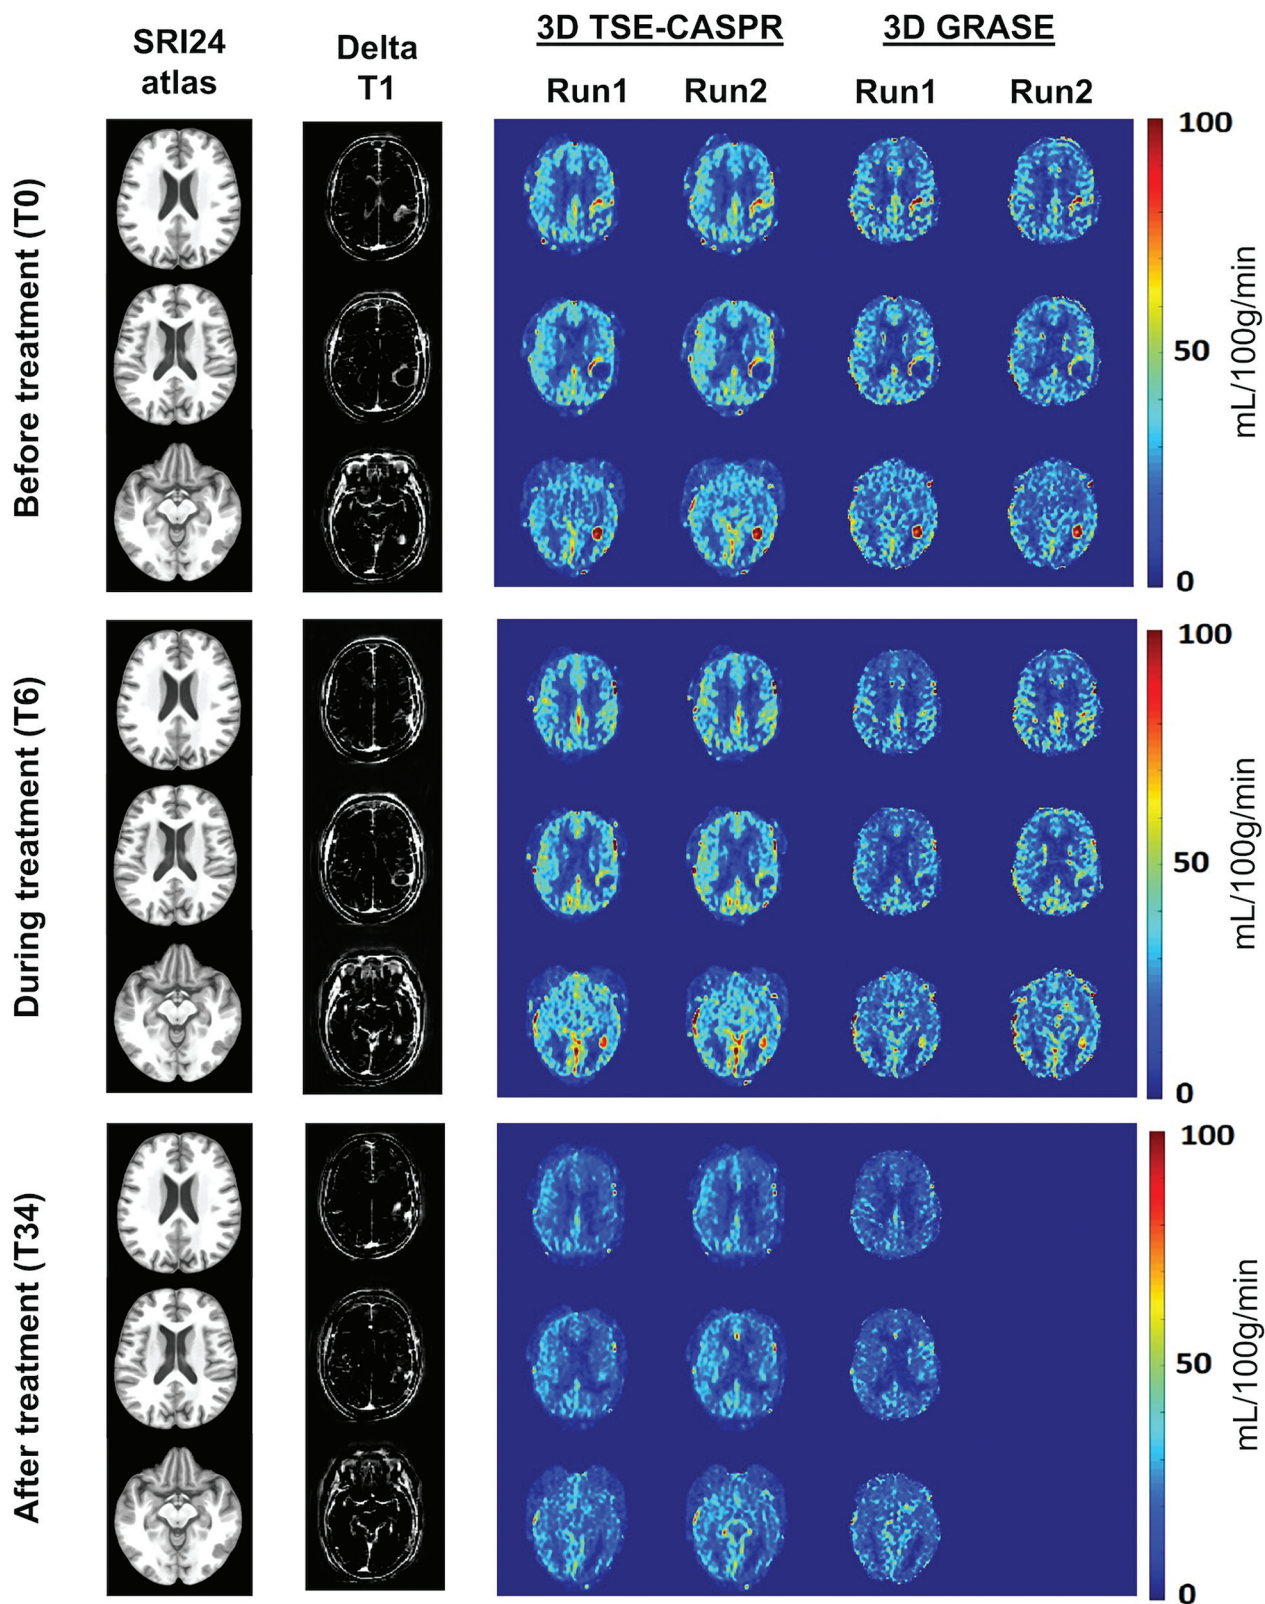 SRI24
atlas
Delta
T1
3D TSE-CASPR
3D GRASE
Run1
Run2
Run1
Run2
Before treatment (T0)
100
50
0
mL/100g/min
During treatment (T6)
100
50
0
mL/100g/min
After treatment (T34)
100
50
0
mL/100g/min